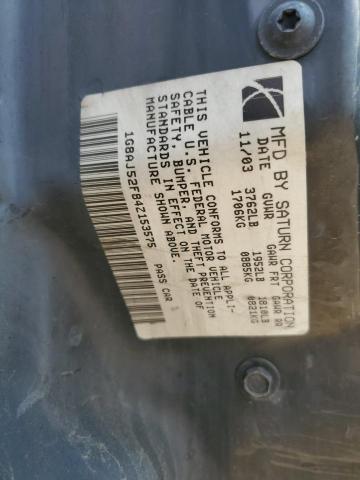 MFD BY SATURN CORPORATION
DATE GVWR GAWR FRT GAWR RR
11/03 3762LB 1952LB 1810LB
1706KG 0885KG 0821KG
THIS VEHICLE CONFORMS TO ALL APPLI-
CABLE U.S. FEDERAL MOTOR VEHICLE
SAFETY, BUMPER, AND THEFT PREVENTION
STANDARDS IN EFFECT ON THE DATE OF
MANUFACTURE SHOWN ABOVE.
1G8AJ52F84Z153575 PASS CAR